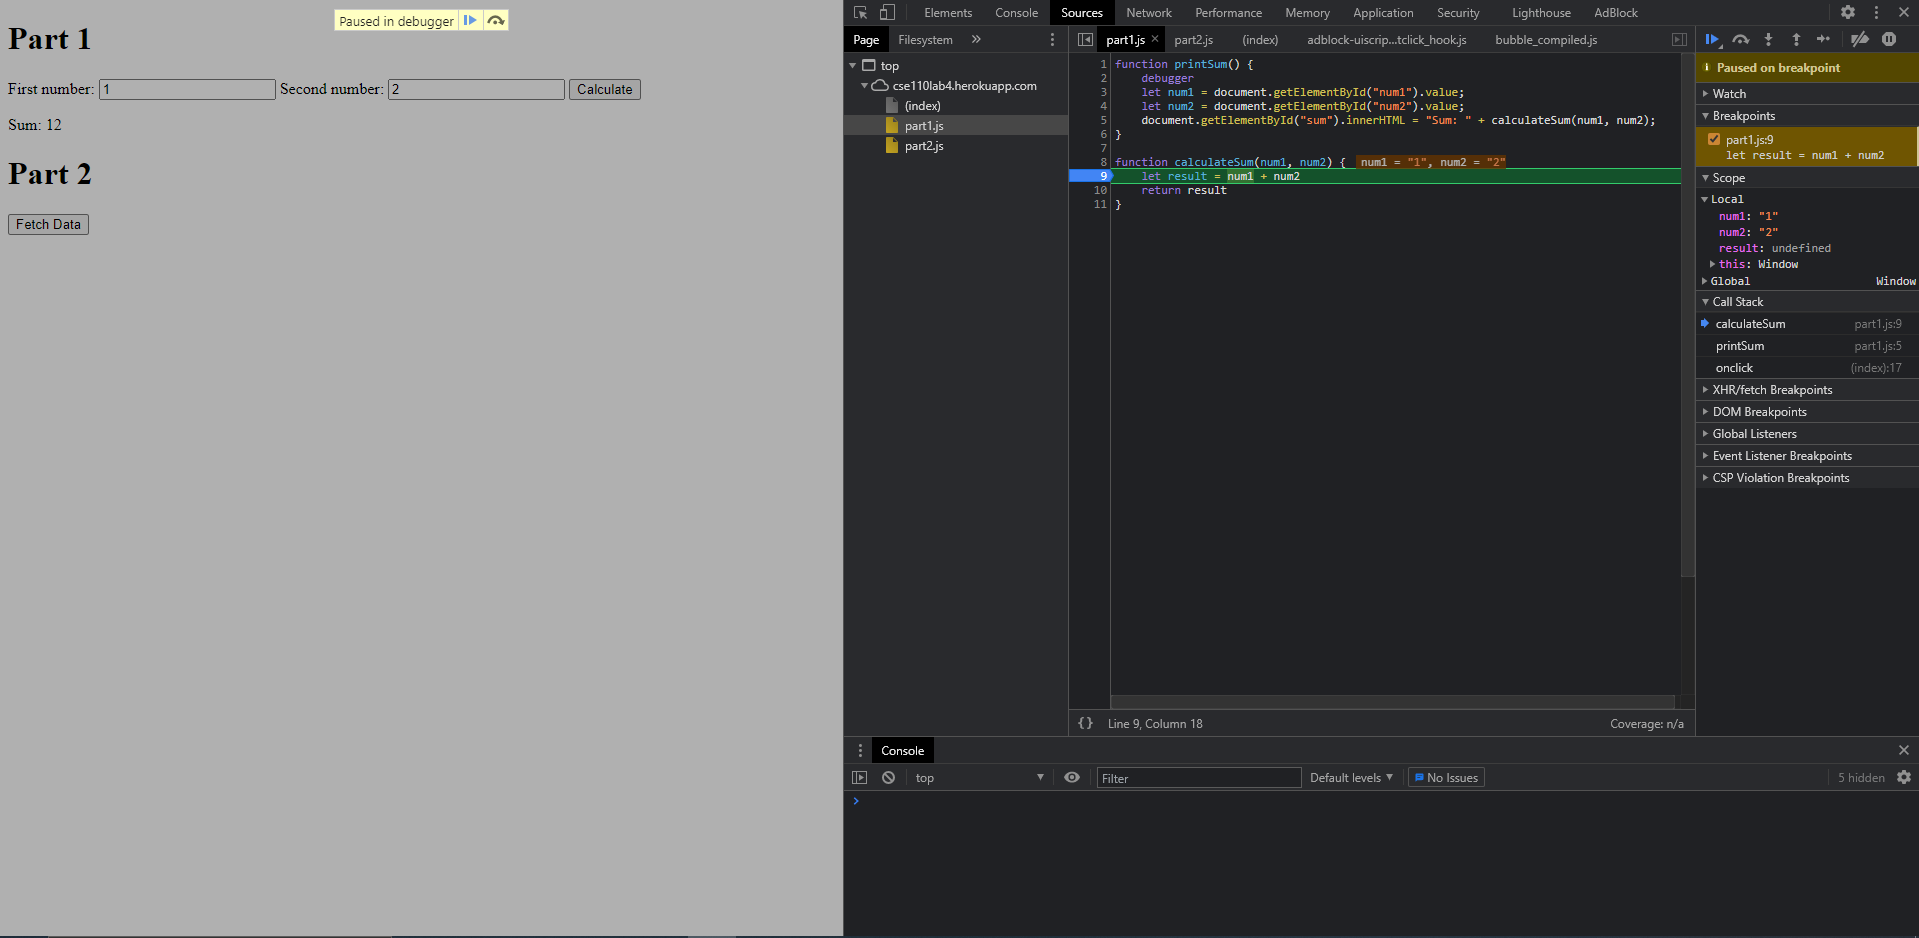 Paused in debugger
Part 1
First number: 1 Second number: 2 Calculate
Sum: 12
Part 2
Fetch Data
Elements Console Sources Network Performance Memory Application Security Lighthouse AdBlock
Page Filesystem »
top
cse110lab4.herokuapp.com
(index)
part1.js
part2.js
part1.js × part2.js (index) adblock-uiscrip...tclick_hook.js bubble_compiled.js
1 function printSum() {
2 debugger
3 let num1 = document.getElementById("num1").value;
4 let num2 = document.getElementById("num2").value;
5 document.getElementById("sum").innerHTML = "Sum: " + calculateSum(num1, num2);
6 }
7
8 function calculateSum(num1, num2) { num1 = "1", num2 = "2"
9 let result = num1 + num2
10 return result
11 }
{} Line 9, Column 18 Coverage: n/a
Paused on breakpoint
Watch
Breakpoints
part1.js:9
let result = num1 + num2
Scope
Local
num1: "1"
num2: "2"
result: undefined
this: Window
Global Window
Call Stack
calculateSum part1.js:9
printSum part1.js:5
onclick (index):17
XHR/fetch Breakpoints
DOM Breakpoints
Global Listeners
Event Listener Breakpoints
CSP Violation Breakpoints
Console
top Filter Default levels No Issues 5 hidden